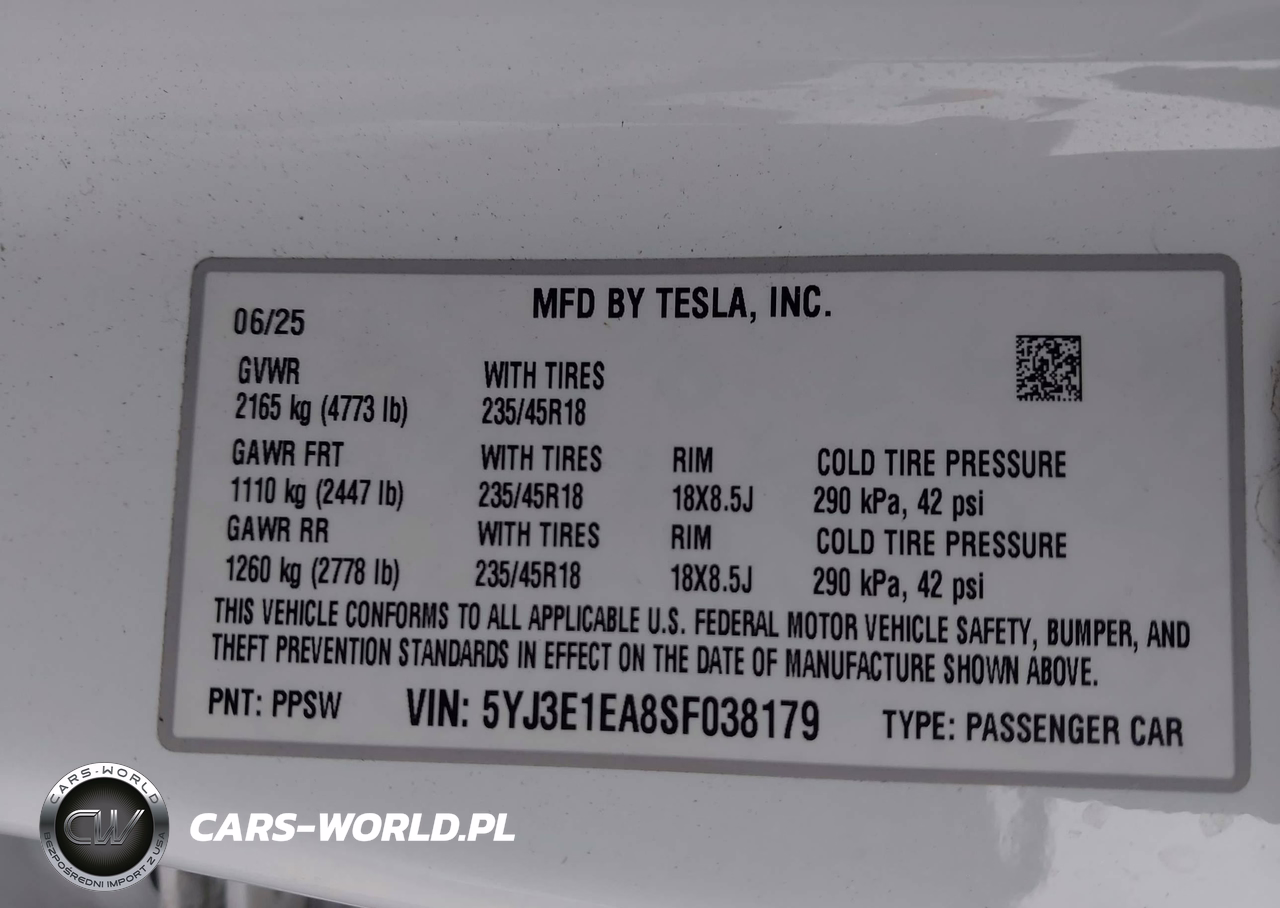 MFD BY TESLA, INC.
06/25
GVWR WITH TIRES
2165 kg (4773 lb) 235/45R18
GAWR FRT WITH TIRES RIM COLD TIRE PRESSURE
1110 kg (2447 lb) 235/45R18 18X8.5J 290 kPa, 42 psi
GAWR RR WITH TIRES RIM COLD TIRE PRESSURE
1260 kg (2778 lb) 235/45R18 18X8.5J 290 kPa, 42 psi
THIS VEHICLE CONFORMS TO ALL APPLICABLE U.S. FEDERAL MOTOR VEHICLE SAFETY, BUMPER, AND
THEFT PREVENTION STANDARDS IN EFFECT ON THE DATE OF MANUFACTURE SHOWN ABOVE.
PNT: PPSW VIN: 5YJ3E1EA8SF038179 TYPE: PASSENGER CAR
CARS-WORLD
CW
BEZPOŚREDNI IMPORT Z USA
CARS-WORLD.PL